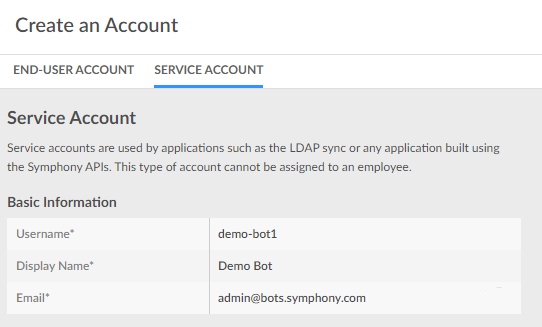 Create an Account
END-USER ACCOUNT SERVICE ACCOUNT
Service Account
Service accounts are used by applications such as the LDAP sync or any application built using
the Symphony APIs. This type of account cannot be assigned to an employee.
Basic Information
Username* demo-bot1
Display Name* Demo Bot
Email* admin@bots.symphony.com